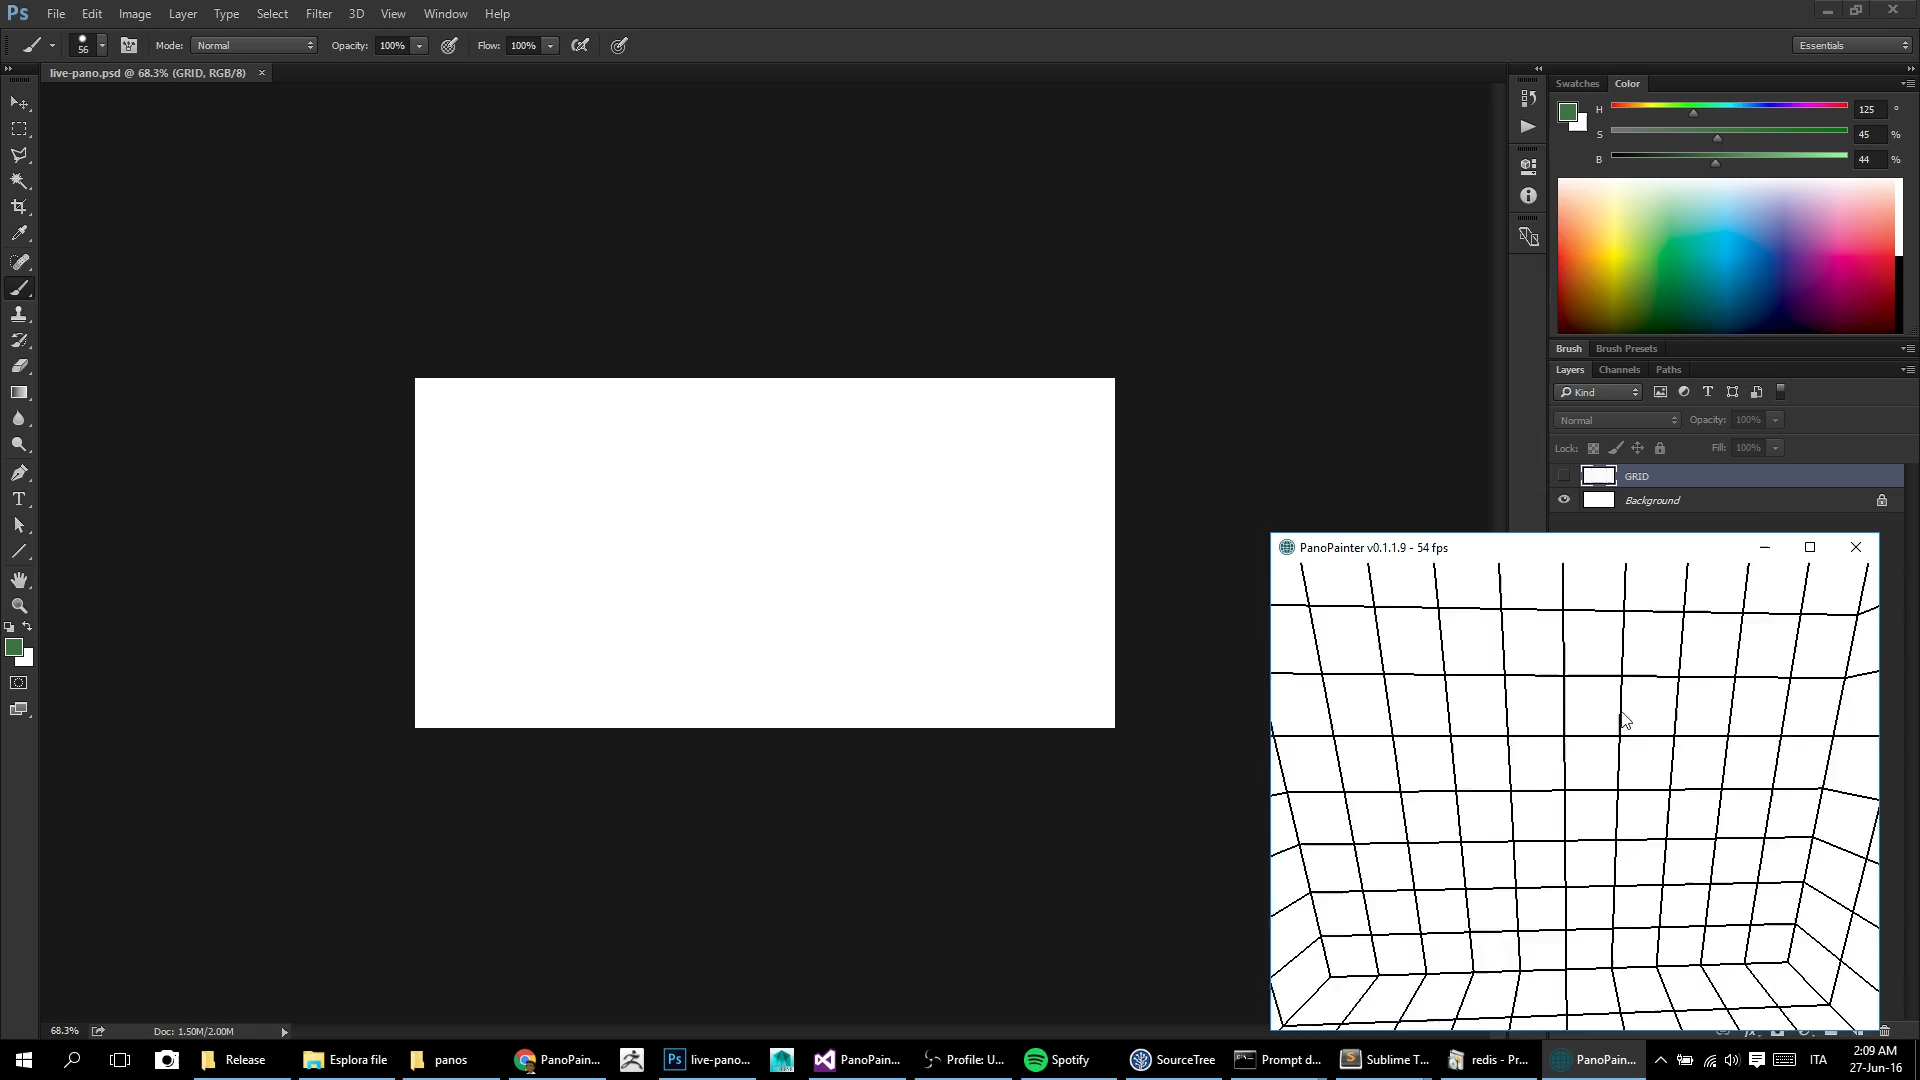 Ps File Edit Image Layer Type Select Filter 3D View Window Help
56 Mode: Normal Opacity: 100% Flow: 100% Essentials
live-pano.psd @ 68.3% (GRID, RGB/8) ×
Swatches Color
H 125 °
S 45 %
B 44 %
Brush Brush Presets
Layers Channels Paths
Kind
Normal Opacity: 100%
Lock: Fill: 100%
GRID
Background
PanoPainter v0.1.1.9 - 54 fps
68.3% Doc: 1.50M/2.00M
Release Esplora file panos PanoPain... Ps live-pano... PanoPain... Profile: U... Spotify SourceTree Prompt d... Sublime T... redis - Pr... PanoPain... ITA
2:09 AM
27-Jun-16